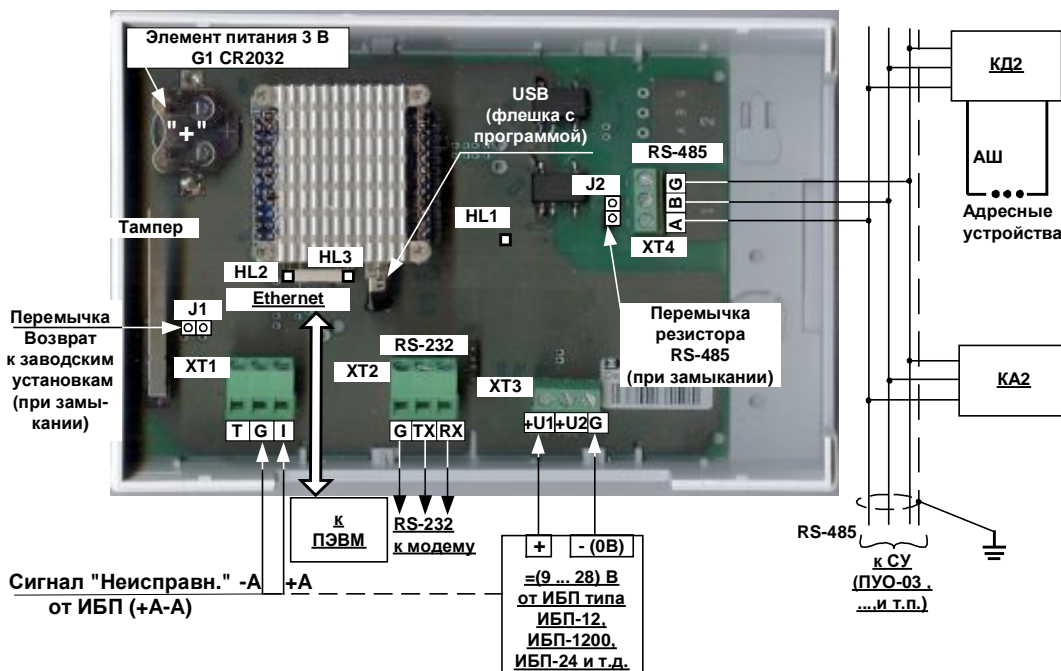 Элемент питания 3 В
G1 CR2032
"+"
USB
(флешка с
программой)
RS-485
J2
G
B
A
XT4
HL1
Тампер
HL2
HL3
Ethernet
J1
Перемычка
Возврат
к заводским
установкам
(при замы-
кании)
XT1
T G I
RS-232
XT2
G TX RX
XT3
+U1 +U2 G
Перемычка
резистора
RS-485
(при замыкании)
КД2
АШ
Адресные
устройства
КА2
RS-485
к СУ
(ПУО-03 ,
...,и т.п.)
к
ПЭВМ
RS-232
к модему
+
- (0В)
=(9 ... 28) В
от ИБП типа
ИБП-12,
ИБП-1200,
ИБП-24 и т.д.
Сигнал "Неисправн." -А +А
от ИБП (+А-А)